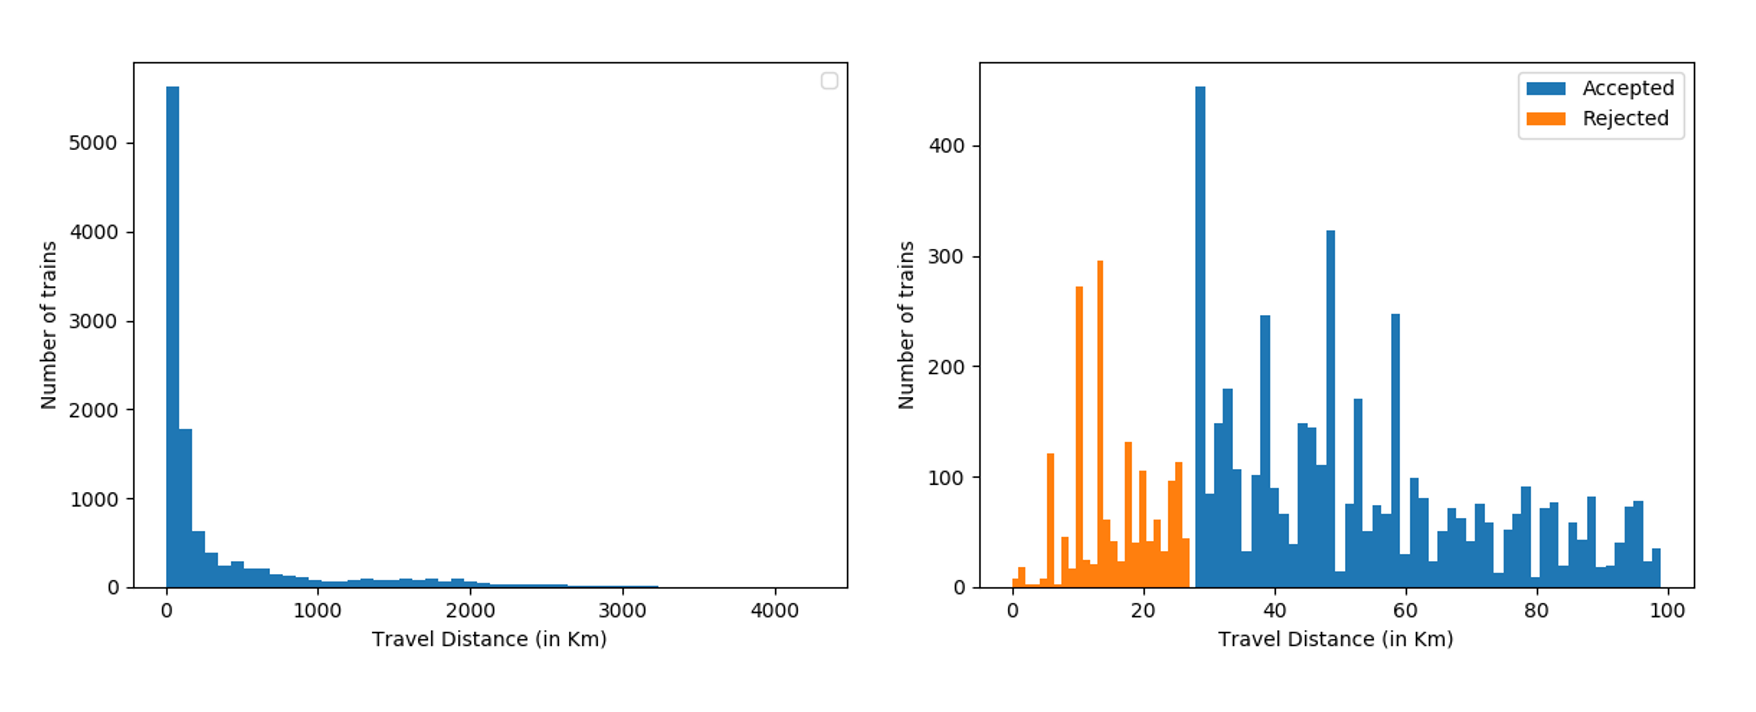 Number of trains
5000
4000
3000
2000
1000
0
0 1000 2000 3000 4000
Travel Distance (in Km)
Number of trains
400
300
200
100
0
0 20 40 60 80 100
Travel Distance (in Km)
Accepted
Rejected